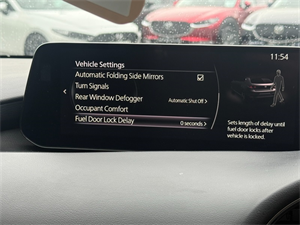 11:54
Vehicle Settings
Automatic Folding Side Mirrors
Turn Signals
Rear Window Defogger Automatic Shut Off >
Occupant Comfort
Fuel Door Lock Delay 0 seconds >
Sets length of delay until
fuel door locks after
vehicle is locked.